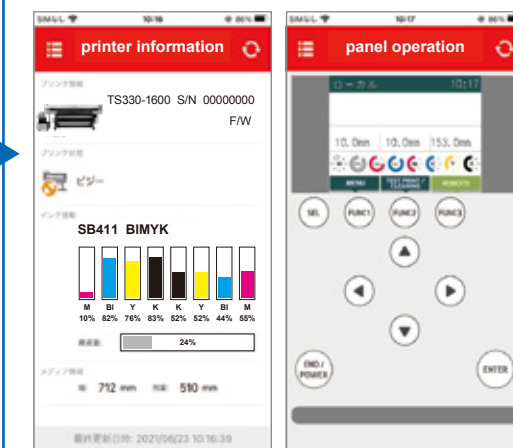 SIMなし 10:16 86%
printer information
プリンタ情報
TS330-1600 S/N 00000000
F/W
プリンタ状態
ビジー
インク情報
SB411 BIMYK
M BI Y K K Y BI M
10% 82% 76% 83% 52% 52% 44% 55%
24%
メディア情報
幅: 712 mm 残量: 510 mm
最終更新日時: 2021/08/23 10:16:39
SIMなし 10:17 86%
panel operation
ローカル 10:17
10.0mm 10.0mm 153.0mm
MENU TEST PRINT / CLEANING REMOTE
SEL FUNC1 FUNC2 FUNC3
END / POWER
ENTER